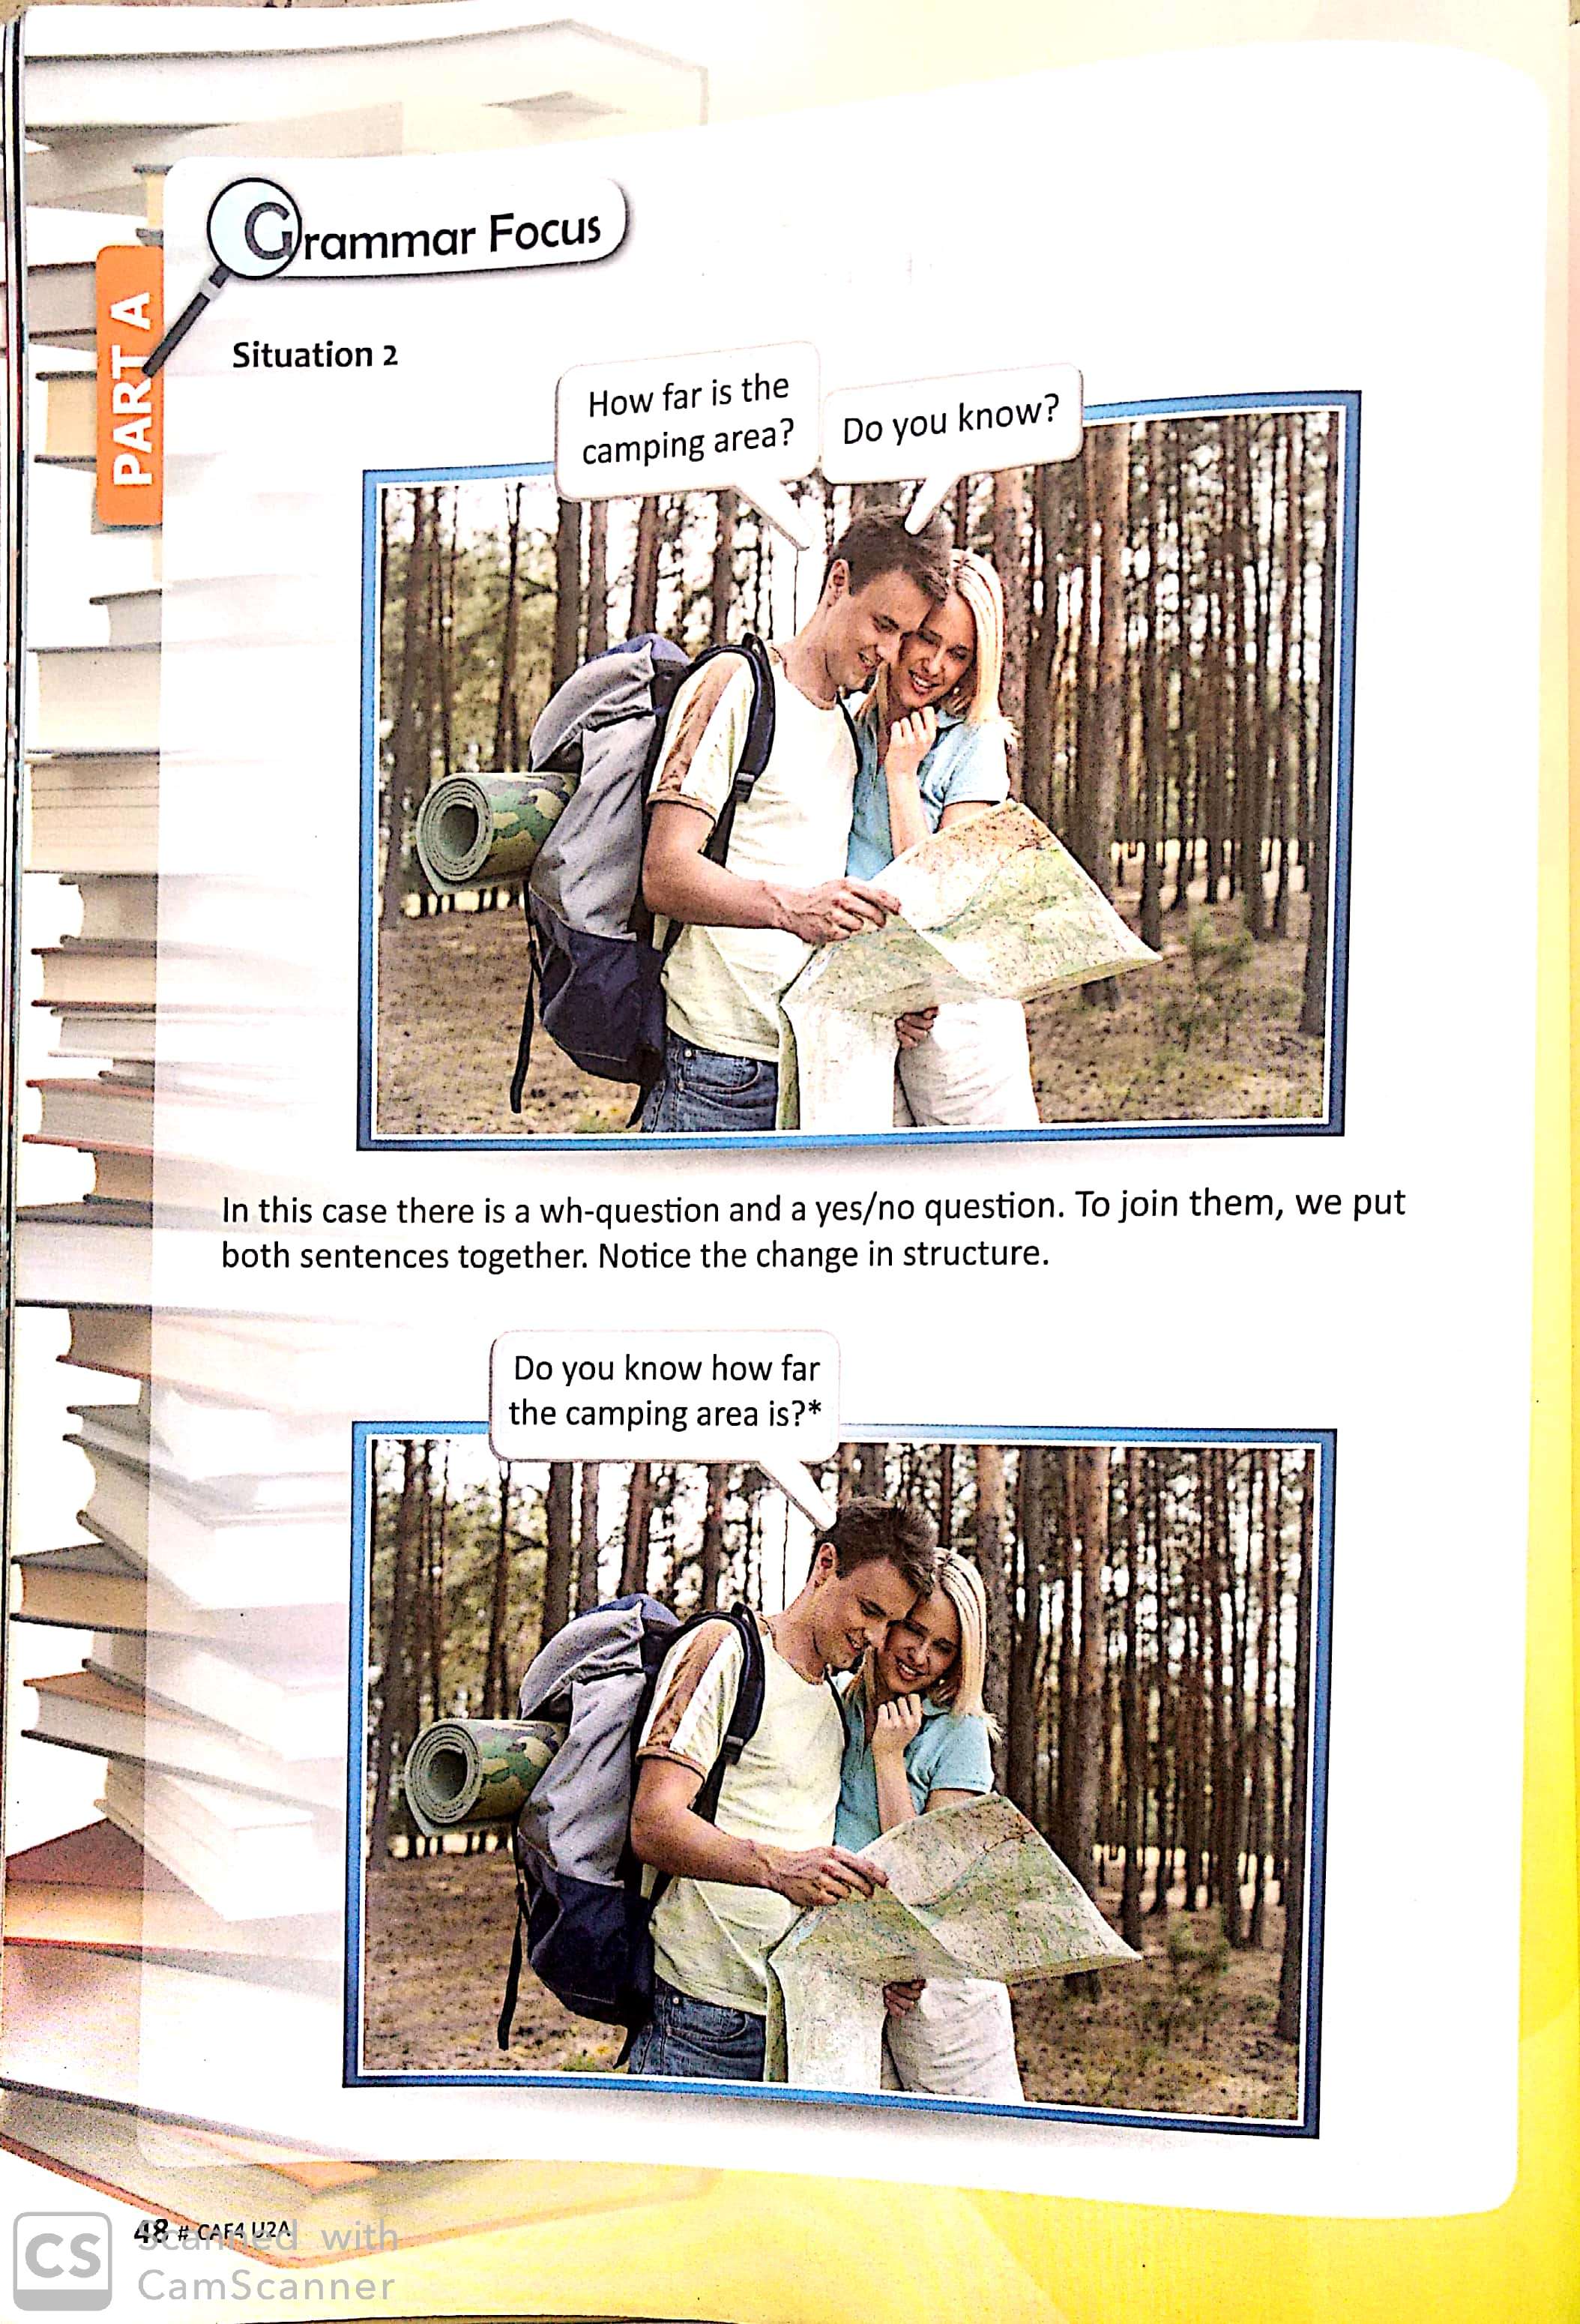 Grammar Focus
PART A
Situation 2
How far is the
camping area?
Do you know?
In this case there is a wh-question and a yes/no question. To join them, we put
both sentences together. Notice the change in structure.
Do you know how far
the camping area is?*
48 # CAF4 U2A
CS
Scanned with
CamScanner